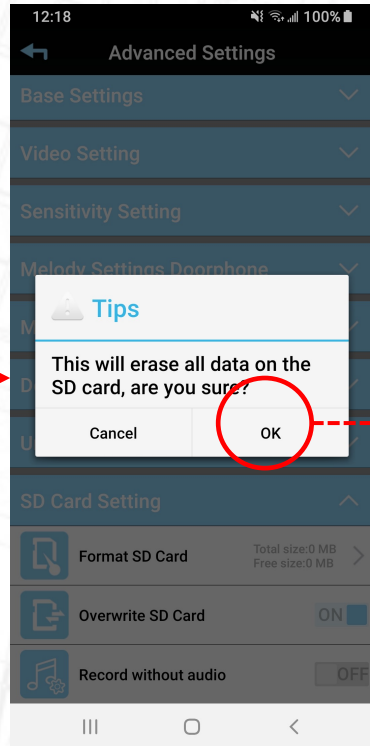 12:18
100%
Advanced Settings
Base Settings
Video Setting
Sensitivity Setting
Melody Settings Doorphone
M
Tips
This will erase all data on the
SD card, are you sure?
D
Cancel
OK
U
SD Card Setting
Format SD Card
Total size:0 MB
Free size:0 MB
Overwrite SD Card
ON
Record without audio
OFF